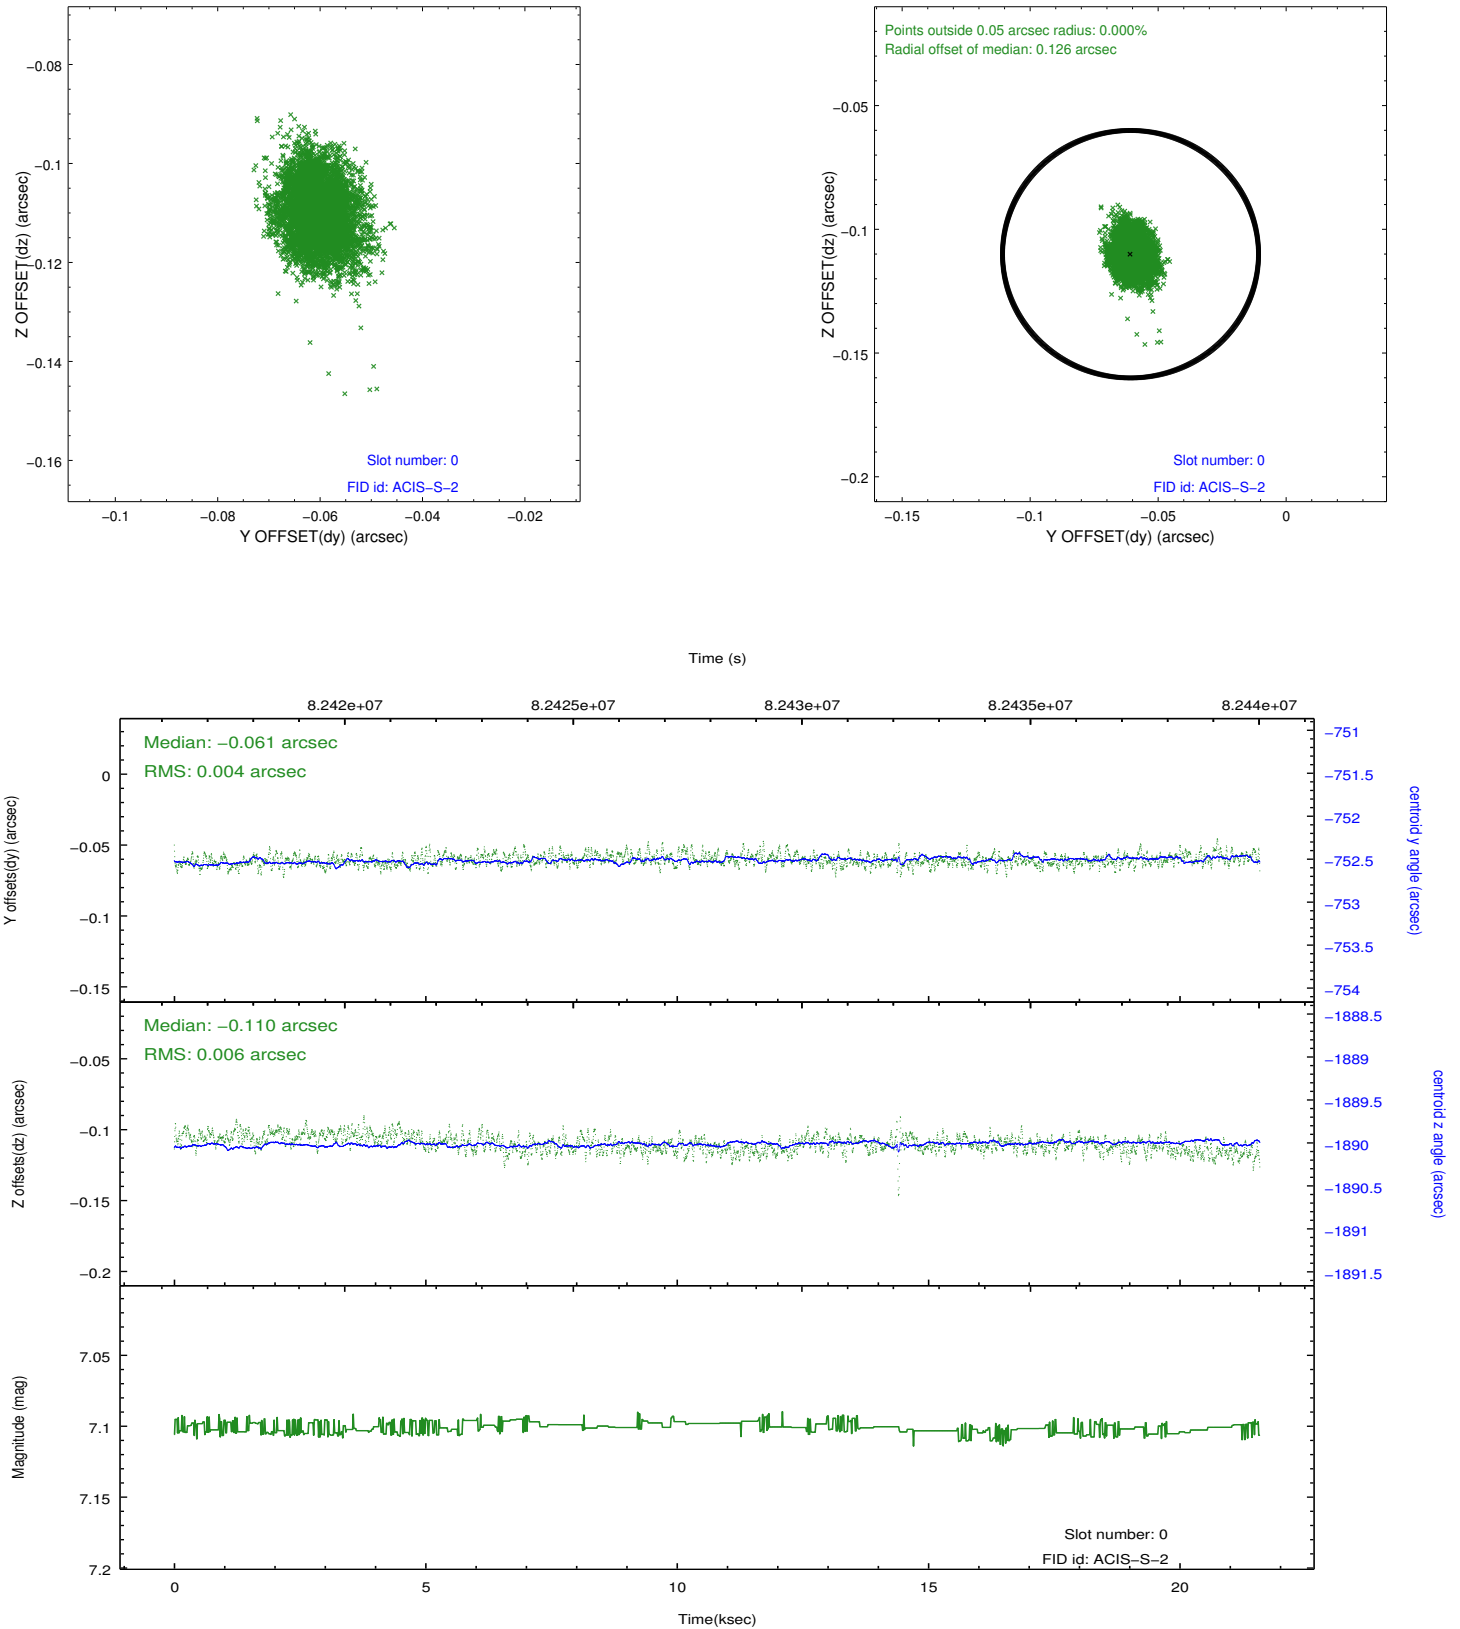 −0.08
−0.1
−0.12
−0.14
−0.16
Z OFFSET(dz) (arcsec)
Slot number: 0
FID id: ACIS−S−2
−0.1
−0.08
−0.06
−0.04
−0.02
Y OFFSET(dy) (arcsec)
Points outside 0.05 arcsec radius: 0.000%
Radial offset of median: 0.126 arcsec
−0.05
−0.1
−0.15
−0.2
Z OFFSET(dz) (arcsec)
Slot number: 0
FID id: ACIS−S−2
−0.15
−0.1
−0.05
0
Y OFFSET(dy) (arcsec)
Time (s)
8.242e+07
8.2425e+07
8.243e+07
8.2435e+07
8.244e+07
Median: −0.061 arcsec
RMS: 0.004 arcsec
0
−0.05
−0.1
−0.15
Y offsets(dy) (arcsec)
−751
−751.5
−752
−752.5
−753
−753.5
−754
centroid y angle (arcsec)
Median: −0.110 arcsec
RMS: 0.006 arcsec
−0.05
−0.1
−0.15
−0.2
Z offsets(dz) (arcsec)
−1888.5
−1889
−1889.5
−1890
−1890.5
−1891
−1891.5
centroid z angle (arcsec)
7.05
7.1
7.15
7.2
Magnitude (mag)
Slot number: 0
FID id: ACIS−S−2
0
5
10
15
20
Time(ksec)